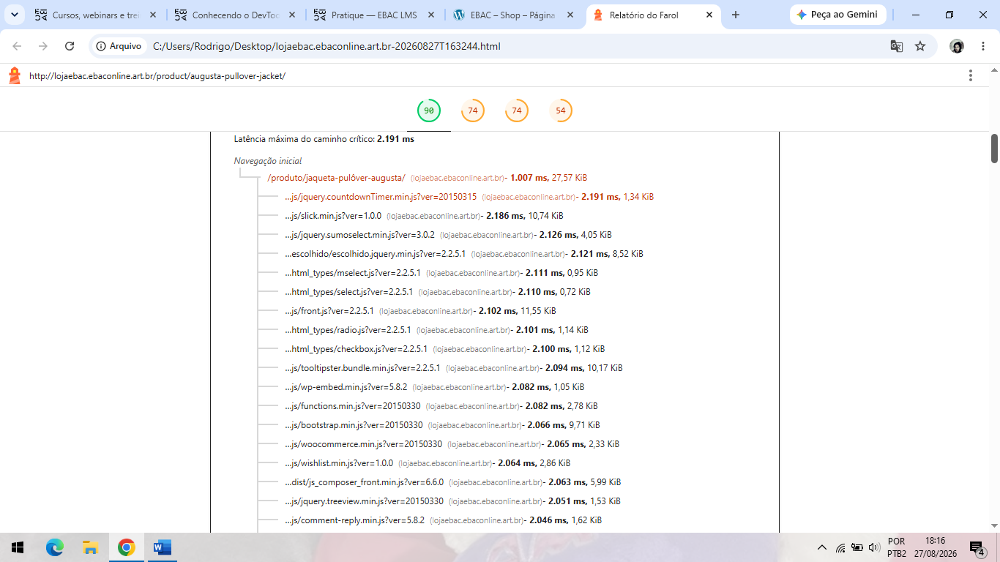 Cursos, webinars e trei
Conhecendo o DevToo
Pratique — EBAC LMS
EBAC – Shop – Página
Relatório do Farol
Peça ao Gemini
Arquivo
C:/Users/Rodrigo/Desktop/lojaebac.ebaconline.art.br-20260827T163244.html
http://lojaebac.ebaconline.art.br/product/augusta-pullover-jacket/
90 74 74 54
Latência máxima do caminho crítico: 2.191 ms
Navegação inicial
/produto/jaqueta-pulôver-augusta/ (lojaebac.ebaconline.art.br)- 1.007 ms, 27,57 KiB
...js/jquery.countdownTimer.min.js?ver=20150315 (lojaebac.ebaconline.art.br)- 2.191 ms, 1,34 KiB
...js/slick.min.js?ver=1.0.0 (lojaebac.ebaconline.art.br)- 2.186 ms, 10,74 KiB
...js/jquery.sumoselect.min.js?ver=3.0.2 (lojaebac.ebaconline.art.br)- 2.126 ms, 4,05 KiB
...escolhido/escolhido.jquery.min.js?ver=2.2.5.1 (lojaebac.ebaconline.art.br)- 2.121 ms, 8,52 KiB
...html_types/mselect.js?ver=2.2.5.1 (lojaebac.ebaconline.art.br)- 2.111 ms, 0,95 KiB
...html_types/select.js?ver=2.2.5.1 (lojaebac.ebaconline.art.br)- 2.110 ms, 0,72 KiB
...js/front.js?ver=2.2.5.1 (lojaebac.ebaconline.art.br)- 2.102 ms, 11,55 KiB
...html_types/radio.js?ver=2.2.5.1 (lojaebac.ebaconline.art.br)- 2.101 ms, 1,14 KiB
...html_types/checkbox.js?ver=2.2.5.1 (lojaebac.ebaconline.art.br)- 2.100 ms, 1,12 KiB
...js/tooltipster.bundle.min.js?ver=2.2.5.1 (lojaebac.ebaconline.art.br)- 2.094 ms, 10,17 KiB
...js/wp-embed.min.js?ver=5.8.2 (lojaebac.ebaconline.art.br)- 2.082 ms, 1,05 KiB
...js/functions.min.js?ver=20150330 (lojaebac.ebaconline.art.br)- 2.082 ms, 2,78 KiB
...js/bootstrap.min.js?ver=20150330 (lojaebac.ebaconline.art.br)- 2.066 ms, 9,71 KiB
...js/woocommerce.min.js?ver=20150330 (lojaebac.ebaconline.art.br)- 2.065 ms, 2,33 KiB
...js/wishlist.min.js?ver=1.0.0 (lojaebac.ebaconline.art.br)- 2.064 ms, 2,86 KiB
...dist/js_composer_front.min.js?ver=6.6.0 (lojaebac.ebaconline.art.br)- 2.063 ms, 5,99 KiB
...js/jquery.treeview.min.js?ver=20150330 (lojaebac.ebaconline.art.br)- 2.051 ms, 1,53 KiB
...js/comment-reply.min.js?ver=5.8.2 (lojaebac.ebaconline.art.br)- 2.046 ms, 1,62 KiB
POR 18:16
PTB2 27/08/2026
4